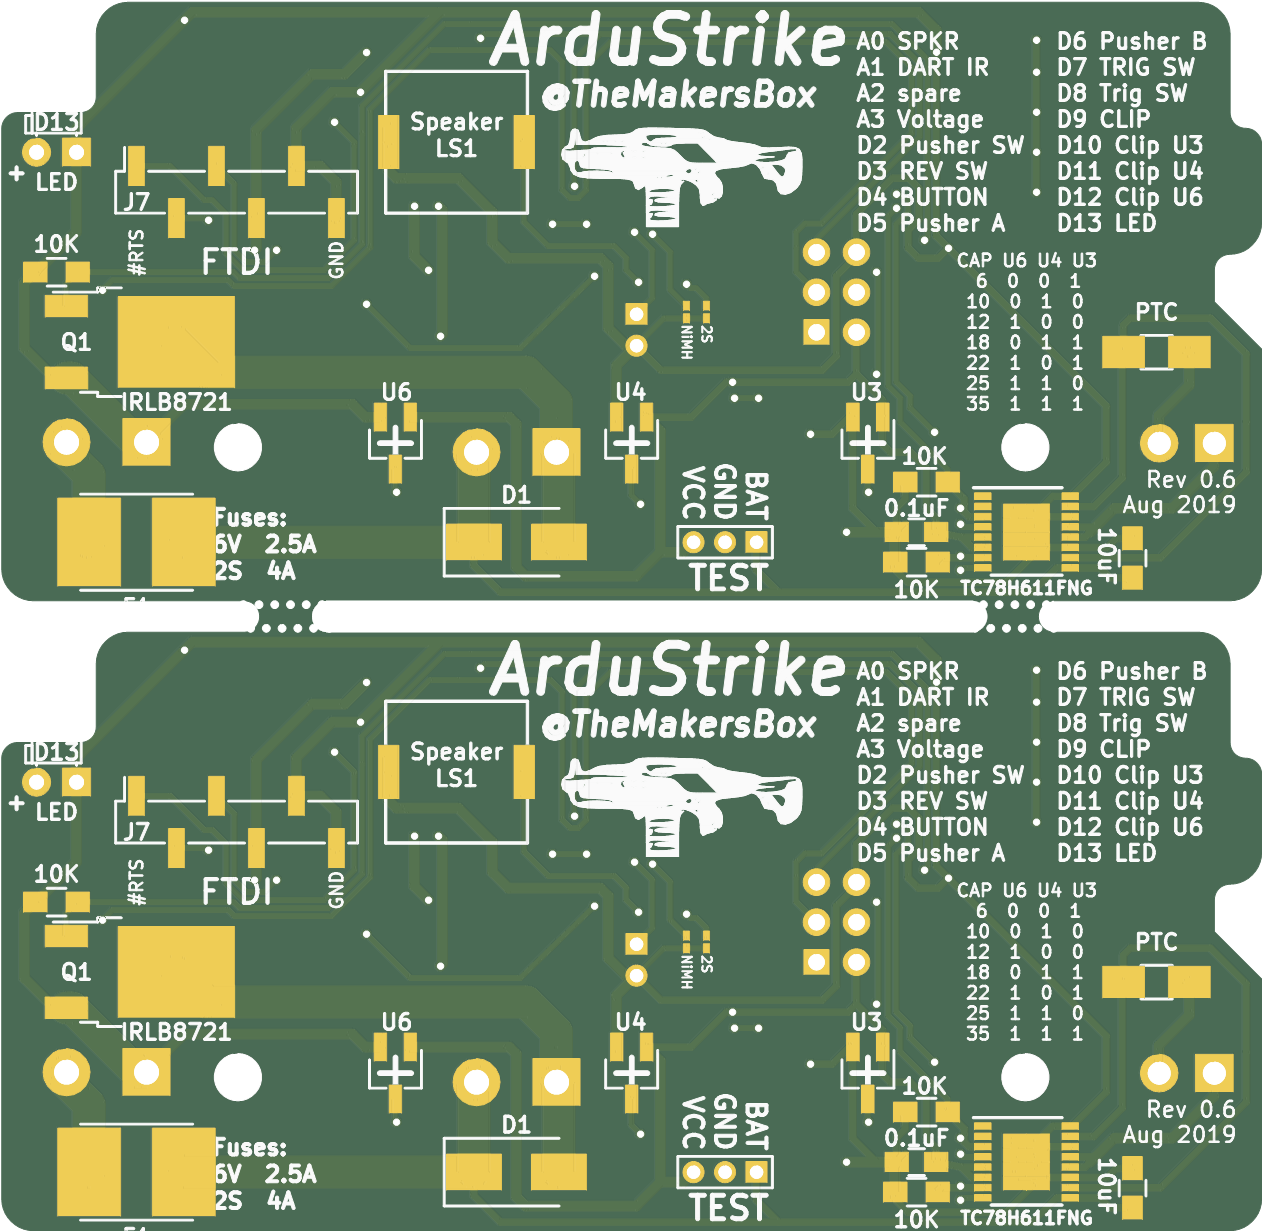 ArduStrike
@TheMakersBox
A0 SPKR
A1 DART IR
A2 spare
A3 Voltage
D2 Pusher SW
D3 REV SW
D4 BUTTON
D5 Pusher A
D6 Pusher B
D7 TRIG SW
D8 Trig SW
D9 CLIP
D10 Clip U3
D11 Clip U4
D12 Clip U6
D13 LED
D13
+
LED
Speaker
LS1
J7
#RTS
FTDI
GND
10K
Q1
IRLB8721
NiMH
2S
CAP U6 U4 U3
6 0 0 1
10 0 1 0
12 1 0 0
18 0 1 1
22 1 0 1
25 1 1 0
35 1 1 1
PTC
U6
U4
U3
Rev 0.6
Aug 2019
10K
0.1uF
10K
TC78H611FNG
10uF
VCC
GND
BAT
TEST
D1
Fuses:
6V 2.5A
2S 4A
ArduStrike
@TheMakersBox
A0 SPKR
A1 DART IR
A2 spare
A3 Voltage
D2 Pusher SW
D3 REV SW
D4 BUTTON
D5 Pusher A
D6 Pusher B
D7 TRIG SW
D8 Trig SW
D9 CLIP
D10 Clip U3
D11 Clip U4
D12 Clip U6
D13 LED
D13
+
LED
Speaker
LS1
J7
#RTS
FTDI
GND
10K
Q1
IRLB8721
NiMH
2S
CAP U6 U4 U3
6 0 0 1
10 0 1 0
12 1 0 0
18 0 1 1
22 1 0 1
25 1 1 0
35 1 1 1
PTC
U6
U4
U3
Rev 0.6
Aug 2019
10K
0.1uF
10K
TC78H611FNG
10uF
VCC
GND
BAT
TEST
D1
Fuses:
6V 2.5A
2S 4A